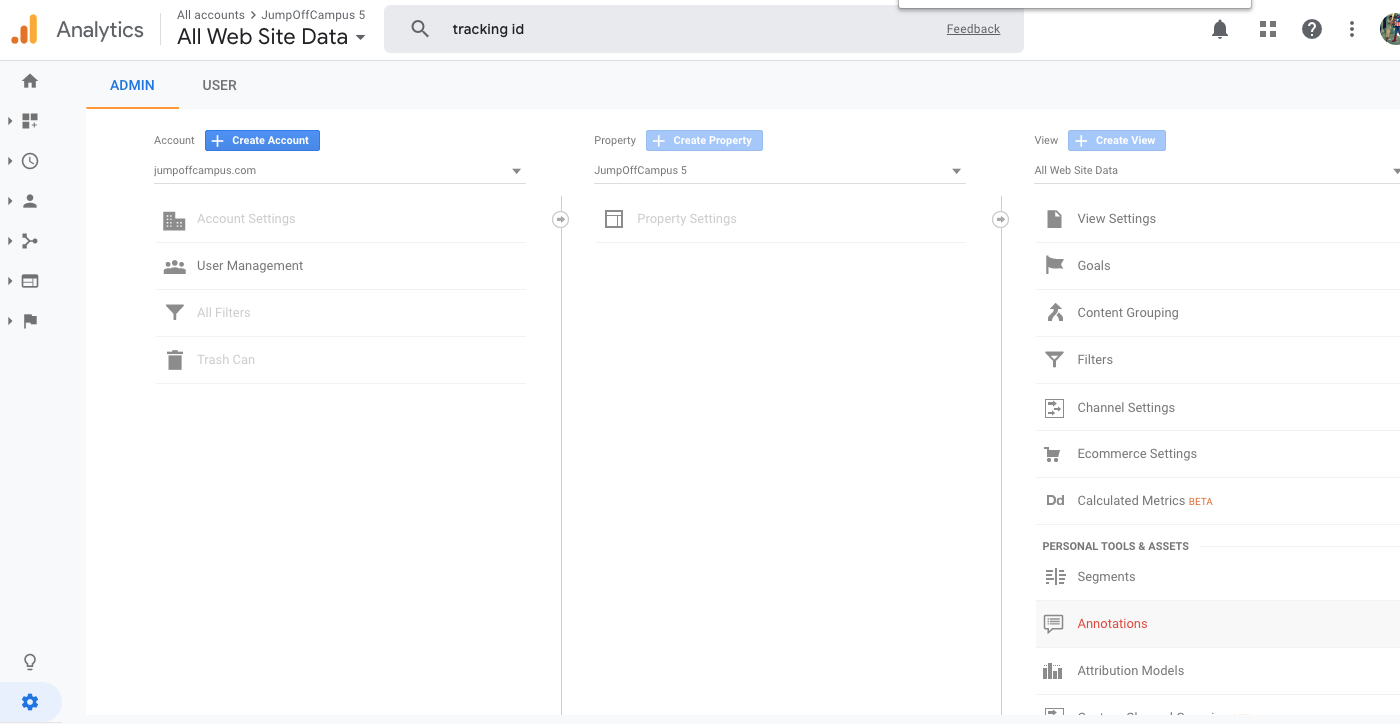 Analytics
All accounts > JumpOffCampus 5
All Web Site Data
tracking id
Feedback
ADMIN
USER
Account
Create Account
jumpoffcampus.com
Account Settings
User Management
All Filters
Trash Can
Property
Create Property
JumpOffCampus 5
Property Settings
View
Create View
All Web Site Data
View Settings
Goals
Content Grouping
Filters
Channel Settings
Ecommerce Settings
Dd Calculated Metrics BETA
PERSONAL TOOLS & ASSETS
Segments
Annotations
Attribution Models